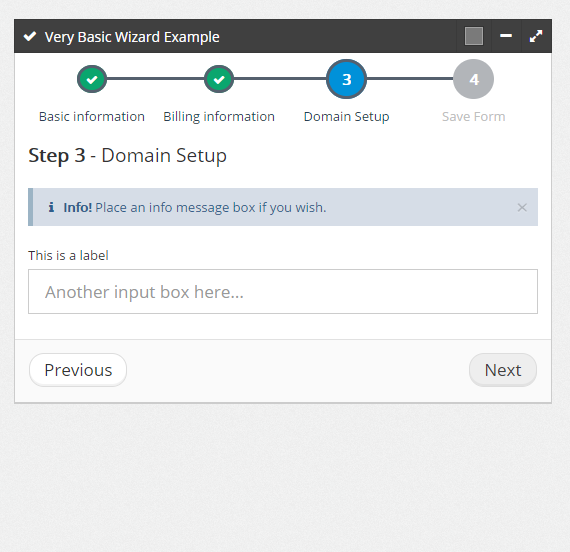 Very Basic Wizard Example
3
4
Basic information Billing information Domain Setup Save Form
Step 3 - Domain Setup
Info! Place an info message box if you wish. ×
This is a label
Another input box here...
Previous Next